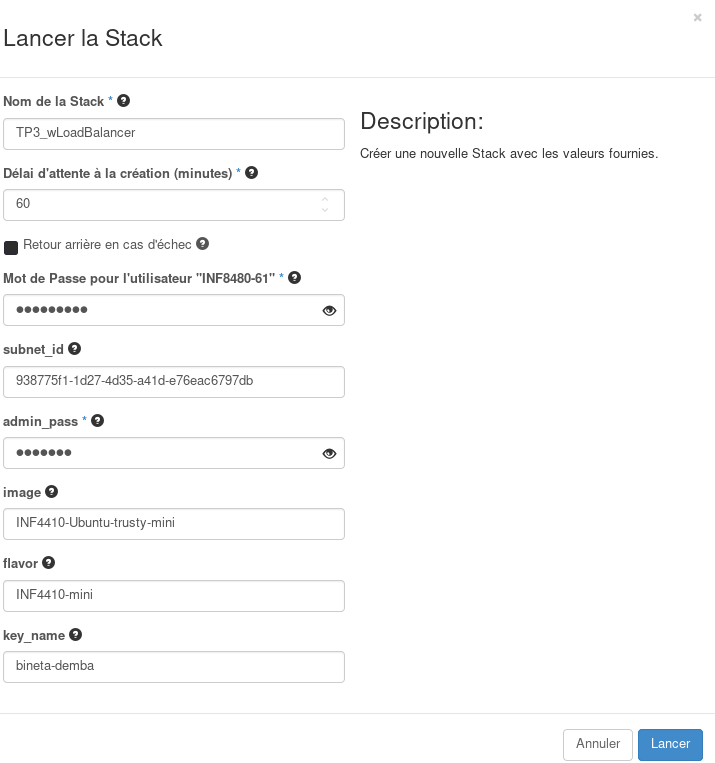 ×
Lancer la Stack
Nom de la Stack * ?
TP3_wLoadBalancer
Délai d'attente à la création (minutes) * ?
60
Retour arrière en cas d'échec ?
Mot de Passe pour l'utilisateur "INF8480-61" * ?
●●●●●●●●●
subnet_id ?
938775f1-1d27-4d35-a41d-e76eac6797db
admin_pass * ?
●●●●●●●
image ?
INF4410-Ubuntu-trusty-mini
flavor ?
INF4410-mini
key_name ?
bineta-demba
Description:
Créer une nouvelle Stack avec les valeurs fournies.
Annuler
Lancer